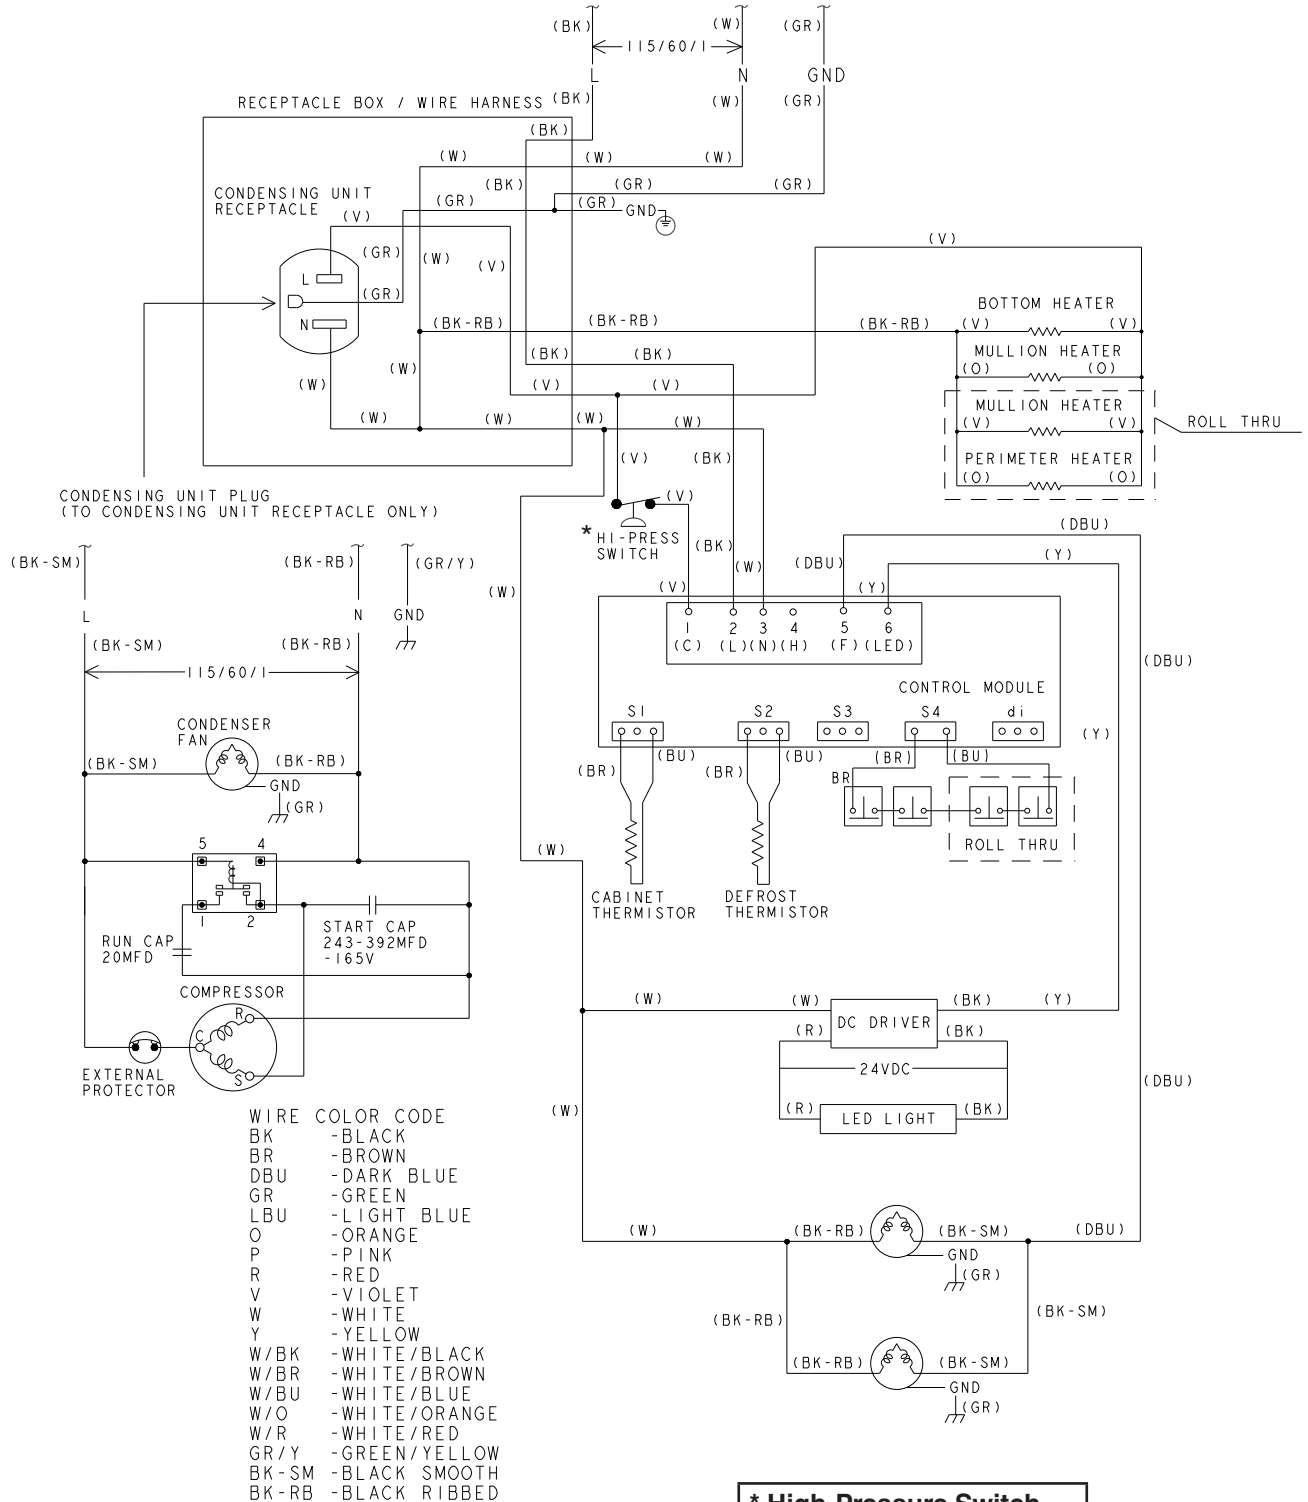 (BK) (W) (GR)
115/60/1
L N GND
RECEPTACLE BOX / WIRE HARNESS (BK) (W) (GR)
(BK)
(W) (W) (W)
(BK) (GR) (GR)
CONDENSING UNIT
RECEPTACLE
(GR) (GR) GND
(V)
(GR) (W) (V) (V)
L
(GR)
N (BK-RB) (BK-RB) (BK-RB)
BOTTOM HEATER
(V) (V)
MULLION HEATER
(O) (O)
MULLION HEATER
(V) (V)
ROLL THRU
PERIMETER HEATER
(O) (O)
(BK) (BK)
(W) (W) (V) (V)
(W) (W) (W) (W)
(V) (BK)
CONDENSING UNIT PLUG
(TO CONDENSING UNIT RECEPTACLE ONLY)
(V)
* HI-PRESS
SWITCH
(BK) (W) (DBU) (Y)
(DBU)
(Y)
(W) (V)
(BK-SM) (BK-RB) (GR/Y)
L N GND
(BK-SM) (BK-RB)
115/60/1
1 2 3 4 5 6
(C) (L) (N) (H) (F) (LED)
(DBU)
CONTROL MODULE
S1 S2 S3 S4 di
(Y)
CONDENSER
FAN
(BK-SM) (BK-RB)
GND
(GR)
(BR) (BU) (BR) (BU) (BR) (BU)
BR
ROLL THRU
(W)
CABINET
THERMISTOR
DEFROST
THERMISTOR
5 4
1 2
RUN CAP
20MFD
START CAP
243-392MFD
-165V
COMPRESSOR
R
C
S
EXTERNAL
PROTECTOR
(W) (W) DC DRIVER (BK) (Y)
(R) (BK)
24VDC
(R) LED LIGHT (BK)
(DBU)
(W)
(W) (BK-RB) (BK-SM) (DBU)
GND
(GR)
(BK-RB) (BK-SM)
(BK-RB) (BK-SM)
GND
(GR)
WIRE COLOR CODE
BK -BLACK
BR -BROWN
DBU -DARK BLUE
GR -GREEN
LBU -LIGHT BLUE
O -ORANGE
P -PINK
R -RED
V -VIOLET
W -WHITE
Y -YELLOW
W/BK -WHITE/BLACK
W/BR -WHITE/BROWN
W/BU -WHITE/BLUE
W/O -WHITE/ORANGE
W/R -WHITE/RED
GR/Y -GREEN/YELLOW
BK-SM -BLACK SMOOTH
BK-RB -BLACK RIBBED
* High Pressure Switch